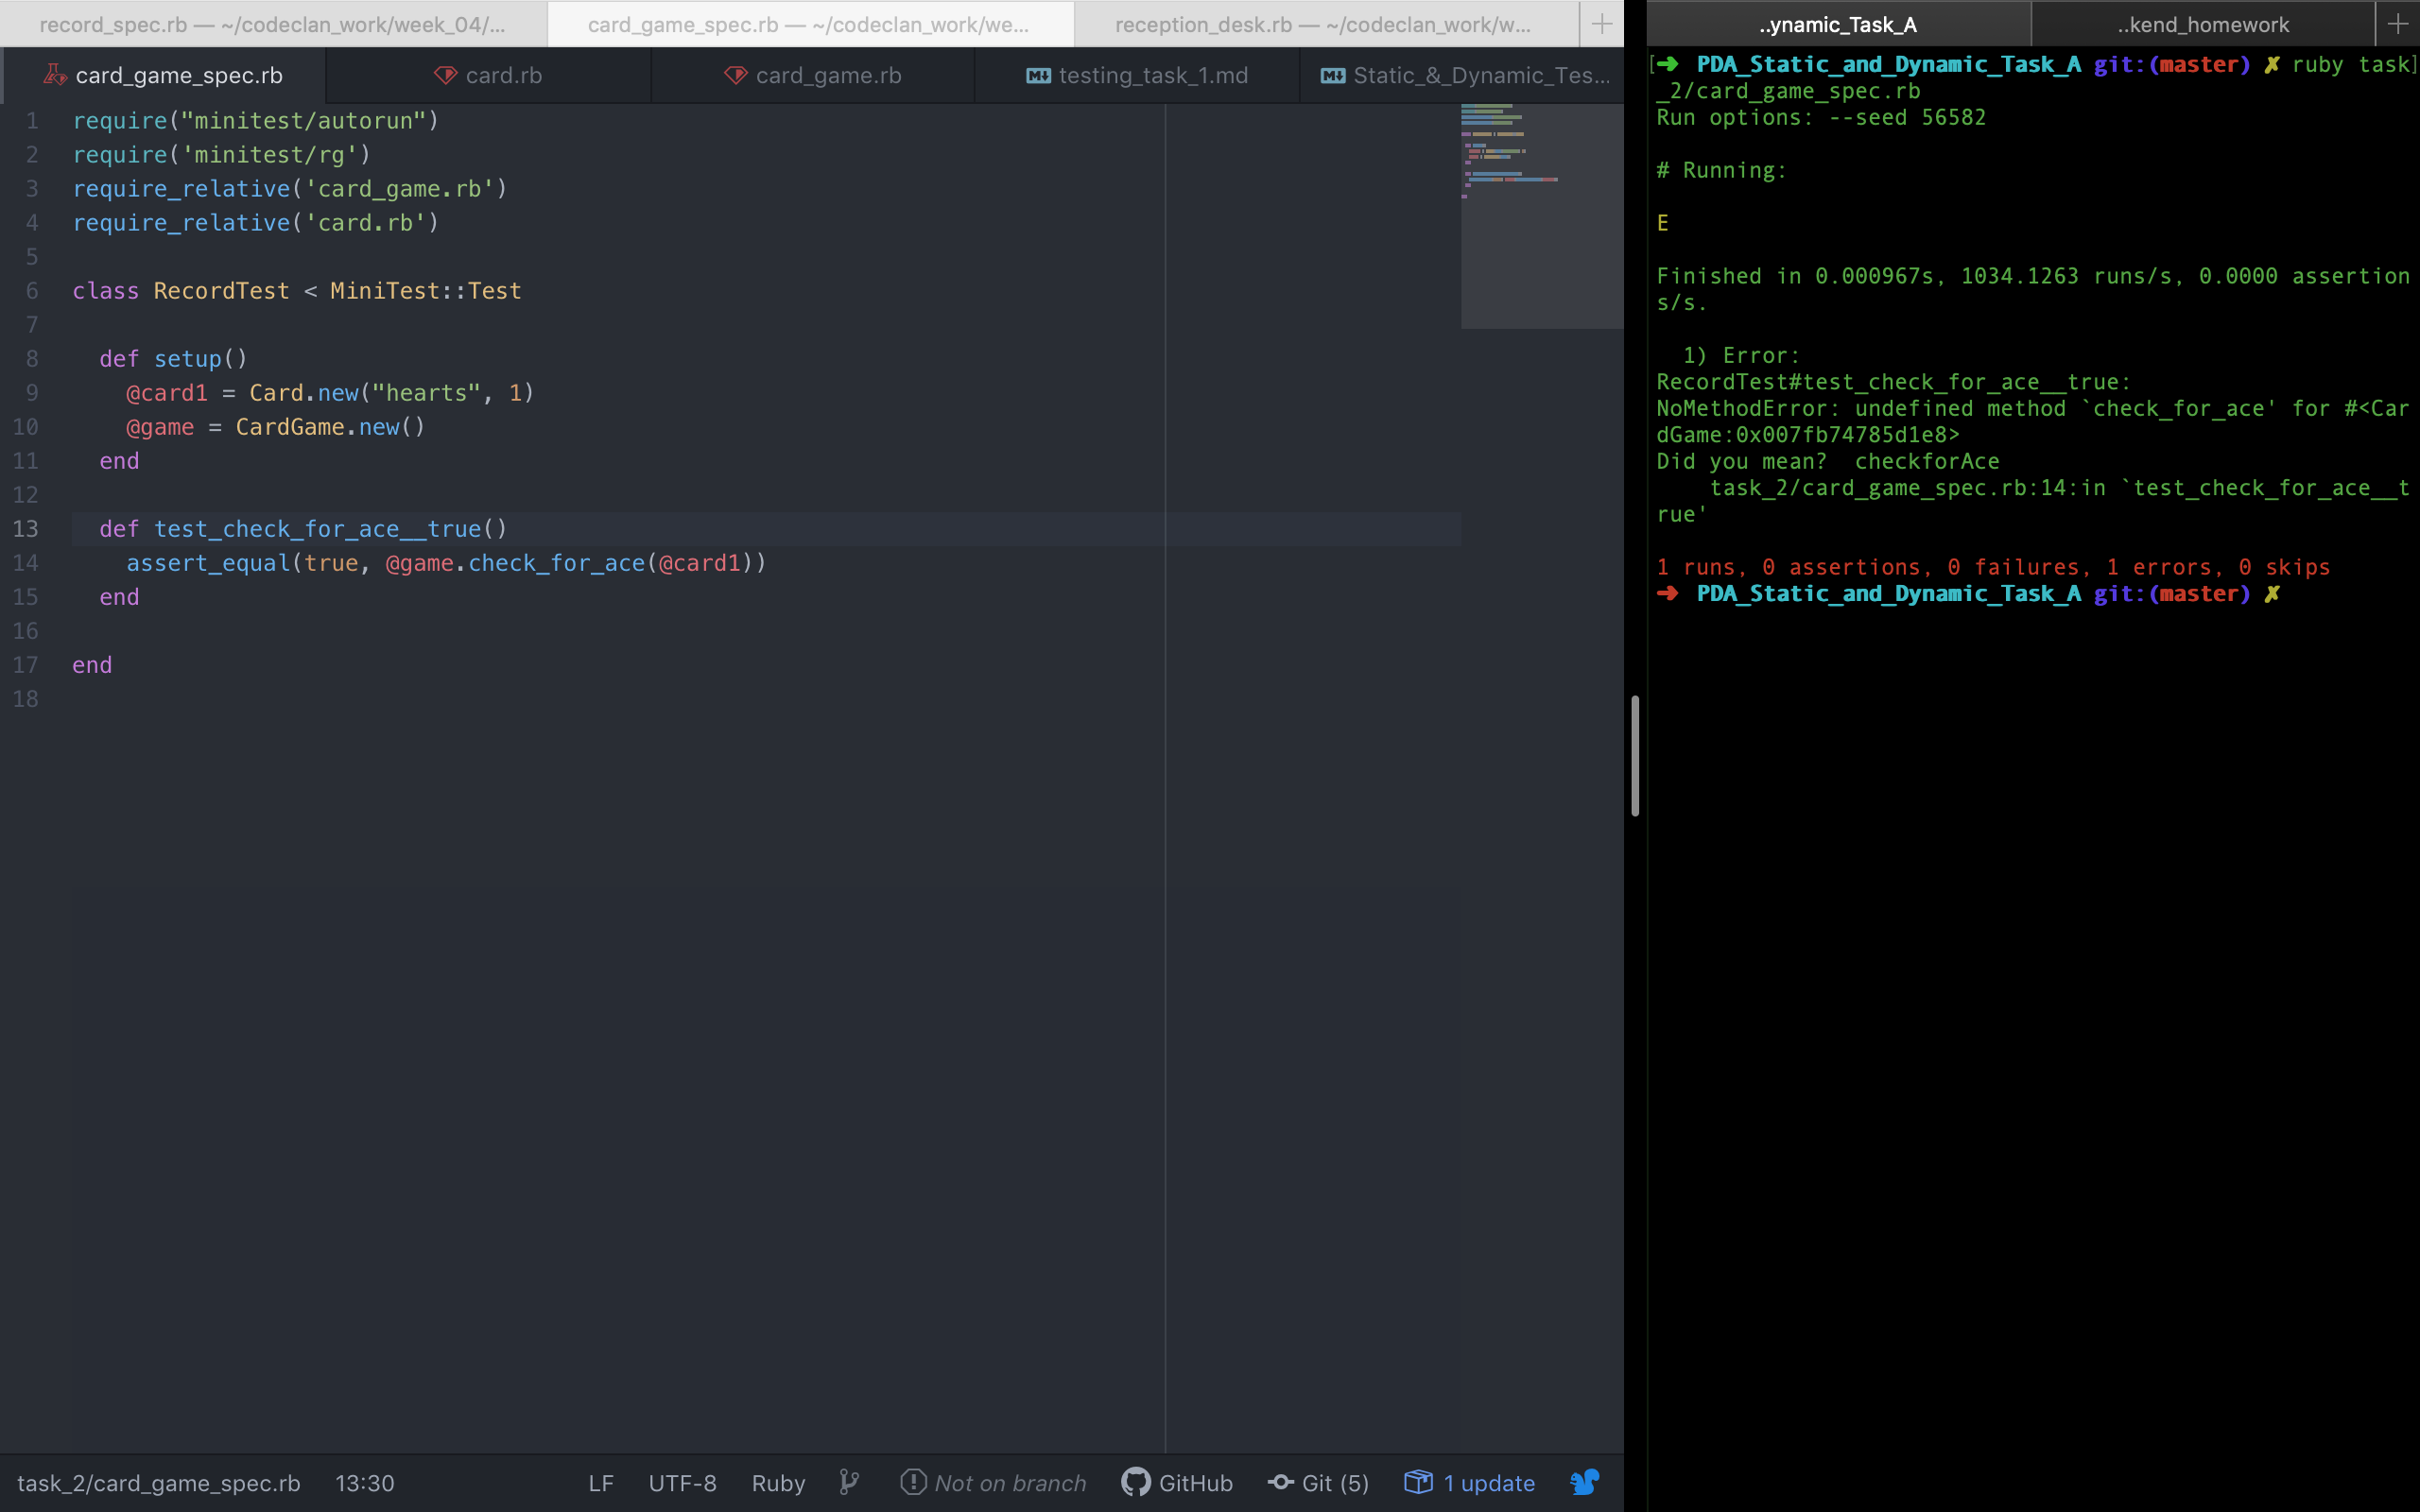 record_spec.rb — ~/codeclan_work/week_04/...
card_game_spec.rb — ~/codeclan_work/we...
reception_desk.rb — ~/codeclan_work/w...
card_game_spec.rb
card.rb
card_game.rb
testing_task_1.md
Static_&_Dynamic_Tes...
1 require("minitest/autorun")
2 require('minitest/rg')
3 require_relative('card_game.rb')
4 require_relative('card.rb')
5
6 class RecordTest < MiniTest::Test
7
8 def setup()
9 @card1 = Card.new("hearts", 1)
10 @game = CardGame.new()
11 end
12
13 def test_check_for_ace__true()
14 assert_equal(true, @game.check_for_ace(@card1))
15 end
16
17 end
18
task_2/card_game_spec.rb 13:30 LF UTF-8 Ruby Not on branch GitHub Git (5) 1 update
..ynamic_Task_A ..kend_homework
[➜ PDA_Static_and_Dynamic_Task_A git:(master) ✗ ruby task]
_2/card_game_spec.rb
Run options: --seed 56582
# Running:
E
Finished in 0.000967s, 1034.1263 runs/s, 0.0000 assertion
s/s.
1) Error:
RecordTest#test_check_for_ace__true:
NoMethodError: undefined method `check_for_ace' for #<Car
dGame:0x007fb74785d1e8>
Did you mean?  checkforAce
task_2/card_game_spec.rb:14:in `test_check_for_ace__t
rue'
1 runs, 0 assertions, 0 failures, 1 errors, 0 skips
➜ PDA_Static_and_Dynamic_Task_A git:(master) ✗